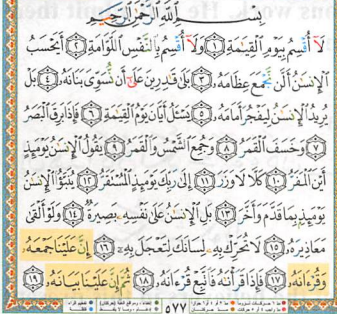 بِسْمِ ٱللَّهِ ٱلرَّحْمَٰنِ ٱلرَّحِيمِ
لَآ أُقْسِمُ بِيَوْمِ ٱلْقِيَٰمَةِ ١ وَلَآ أُقْسِمُ بِٱلنَّفْسِ ٱللَّوَّامَةِ ٢ أَيَحْسَبُ
ٱلْإِنسَٰنُ أَلَّن نَّجْمَعَ عِظَامَهُۥ ٣ بَلَىٰ قَٰدِرِينَ عَلَىٰٓ أَن نُّسَوِّىَ بَنَانَهُۥ ٤ بَلْ
يُرِيدُ ٱلْإِنسَٰنُ لِيَفْجُرَ أَمَامَهُۥ ٥ يَسْـَٔلُ أَيَّانَ يَوْمُ ٱلْقِيَٰمَةِ ٦ فَإِذَا بَرِقَ ٱلْبَصَرُ
٧ وَخَسَفَ ٱلْقَمَرُ ٨ وَجُمِعَ ٱلشَّمْسُ وَٱلْقَمَرُ ٩ يَقُولُ ٱلْإِنسَٰنُ يَوْمَئِذٍ
أَيْنَ ٱلْمَفَرُّ ١٠ كَلَّا لَا وَزَرَ ١١ إِلَىٰ رَبِّكَ يَوْمَئِذٍ ٱلْمُسْتَقَرُّ ١٢ يُنَبَّؤُا۟ ٱلْإِنسَٰنُ
يَوْمَئِذٍۭ بِمَا قَدَّمَ وَأَخَّرَ ١٣ بَلِ ٱلْإِنسَٰنُ عَلَىٰ نَفْسِهِۦ بَصِيرَةٌ ١٤ وَلَوْ أَلْقَىٰ
مَعَاذِيرَهُۥ ١٥ لَا تُحَرِّكْ بِهِۦ لِسَانَكَ لِتَعْجَلَ بِهِۦٓ ١٦ إِنَّ عَلَيْنَا جَمْعَهُۥ
وَقُرْءَانَهُۥ ١٧ فَإِذَا قَرَأْنَٰهُ فَٱتَّبِعْ قُرْءَانَهُۥ ١٨ ثُمَّ إِنَّ عَلَيْنَا بَيَانَهُۥ ١٩
٥٧٧